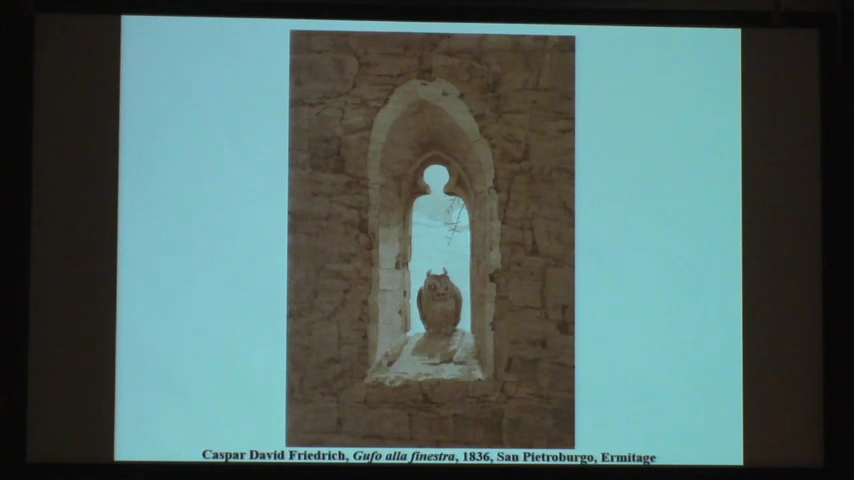 Caspar David Friedrich, Gufo alla finestra, 1836, San Pietroburgo, Ermitage